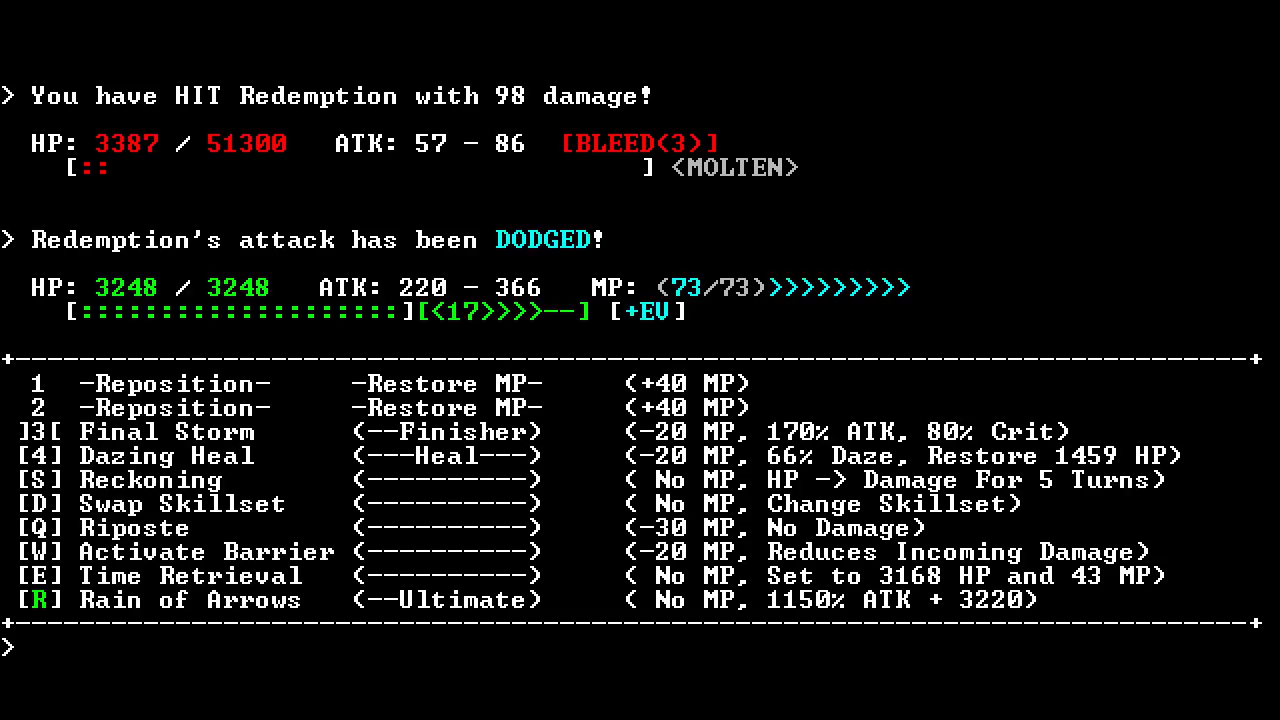 > You have HIT Redemption with 98 damage!
HP: 3387 / 51300   ATK: 57 - 86  [BLEED(3)]
[::                                  ] <MOLTEN>
> Redemption's attack has been DODGED!
HP: 3248 / 3248   ATK: 220 - 366   MP: (73/73)>>>>>>>>>
[::::::::::::::::::::][<17>>>>--] [+EV]
+-----------------------------------------------------------------------------+
1  -Reposition-     -Restore MP-     (+40 MP)
2  -Reposition-     -Restore MP-     (+40 MP)
]3[ Final Storm      (--Finisher)     (-20 MP, 170% ATK, 80% Crit)
[4] Dazing Heal      (---Heal---)     (-20 MP, 66% Daze, Restore 1459 HP)
[S] Reckoning        (----------)     ( No MP, HP -> Damage For 5 Turns)
[D] Swap Skillset    (----------)     ( No MP, Change Skillset)
[Q] Riposte          (----------)     (-30 MP, No Damage)
[W] Activate Barrier (----------)     (-20 MP, Reduces Incoming Damage)
[E] Time Retrieval   (----------)     ( No MP, Set to 3168 HP and 43 MP)
[R] Rain of Arrows   (--Ultimate)     ( No MP, 1150% ATK + 3220)
+-----------------------------------------------------------------------------+
>